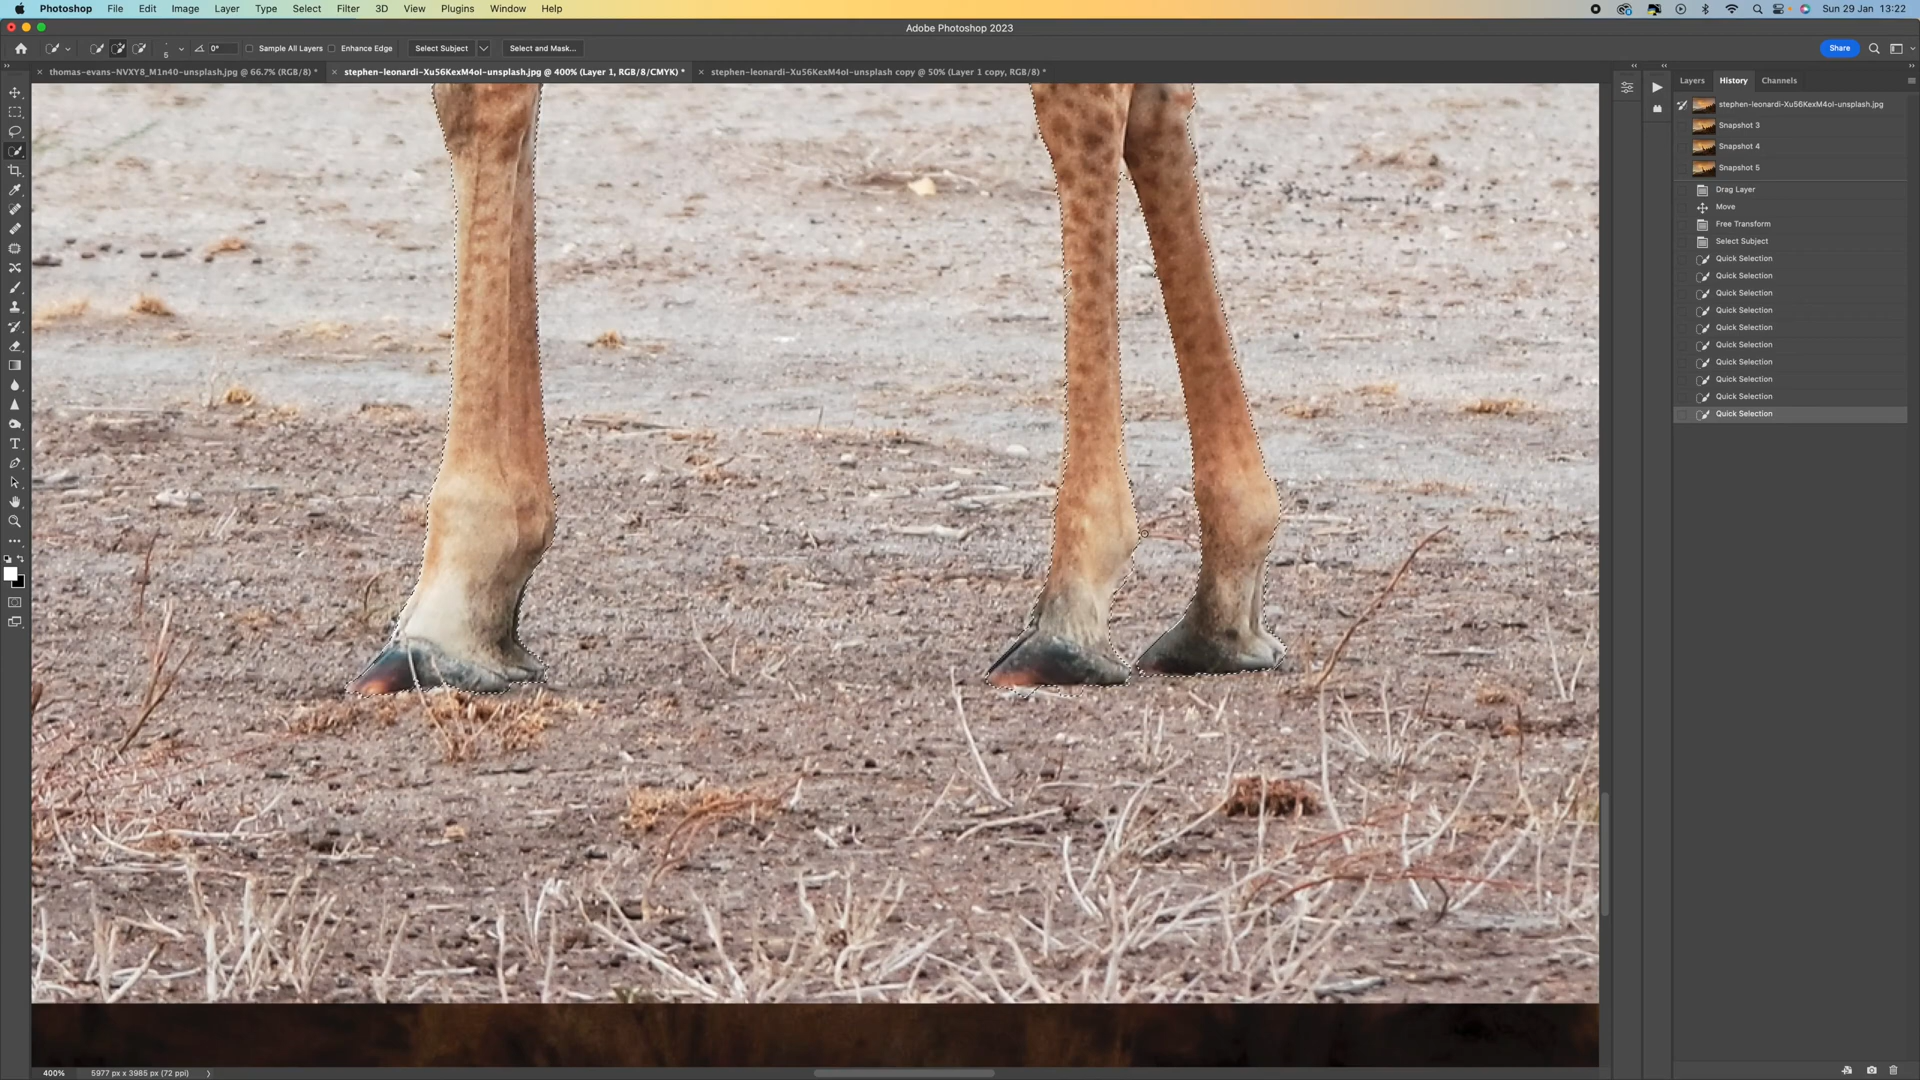 Photoshop File Edit Image Layer Type Select Filter 3D View Plugins Window Help Sun 29 Jan 13:22
Adobe Photoshop 2023
5 0° Sample All Layers Enhance Edge Select Subject Select and Mask... Share
thomas-evans-NVXY8_M1n40-unsplash.jpg @ 66.7% (RGB/8) * stephen-leonardi-Xu56KexM4oI-unsplash.jpg @ 400% (Layer 1, RGB/8/CMYK) * stephen-leonardi-Xu56KexM4oI-unsplash copy @ 50% (Layer 1 copy, RGB/8) *
Layers History Channels
stephen-leonardi-Xu56KexM4oI-unsplash.jpg
Snapshot 3
Snapshot 4
Snapshot 5
Drag Layer
Move
Free Transform
Select Subject
Quick Selection
Quick Selection
Quick Selection
Quick Selection
Quick Selection
Quick Selection
Quick Selection
Quick Selection
Quick Selection
Quick Selection
400% 5977 px x 3985 px (72 ppi)